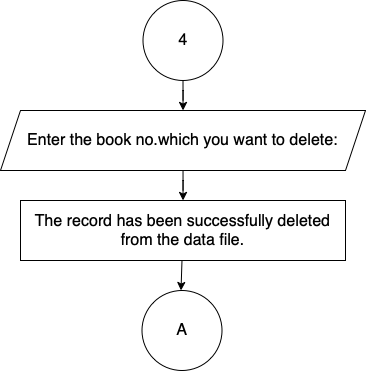 4
Enter the book no.which you want to delete:
The record has been successfully deleted
from the data file.
A